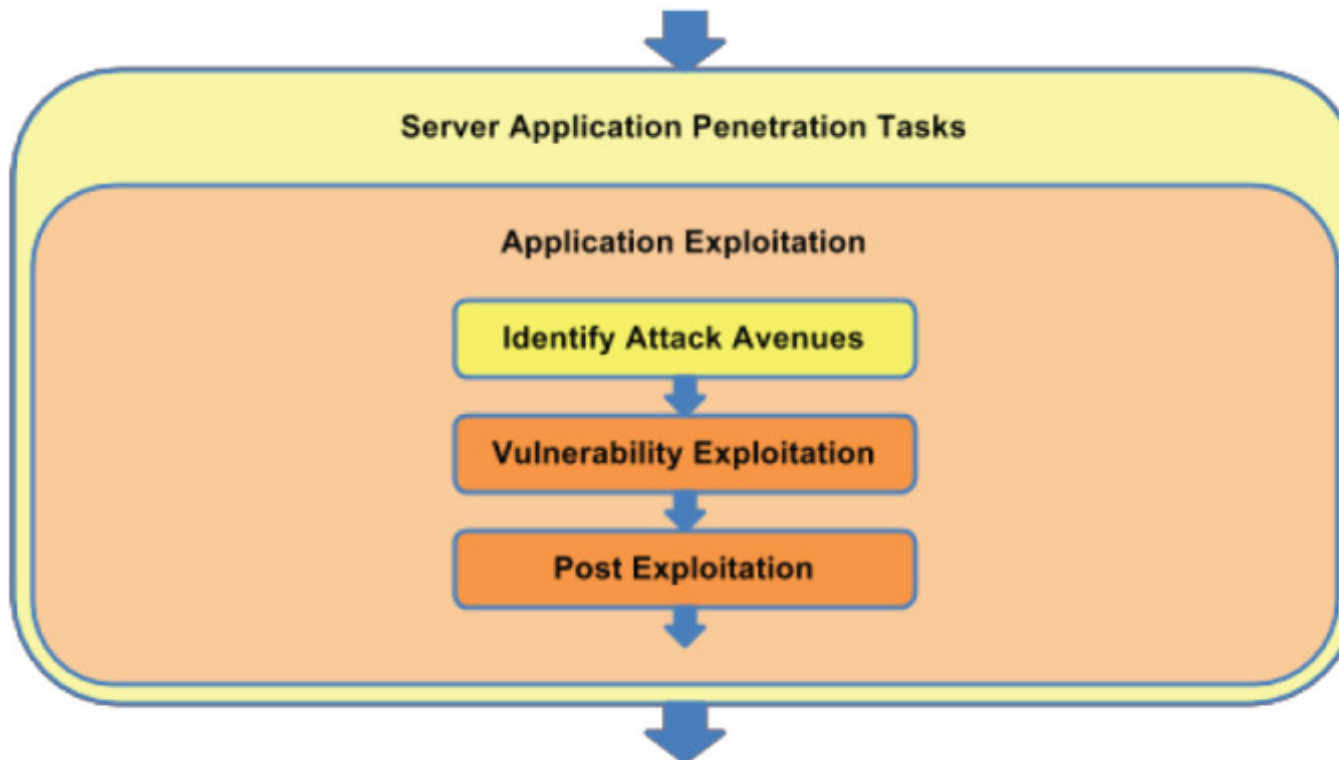 Server Application Penetration Tasks
Application Exploitation
Identify Attack Avenues
Vulnerability Exploitation
Post Exploitation